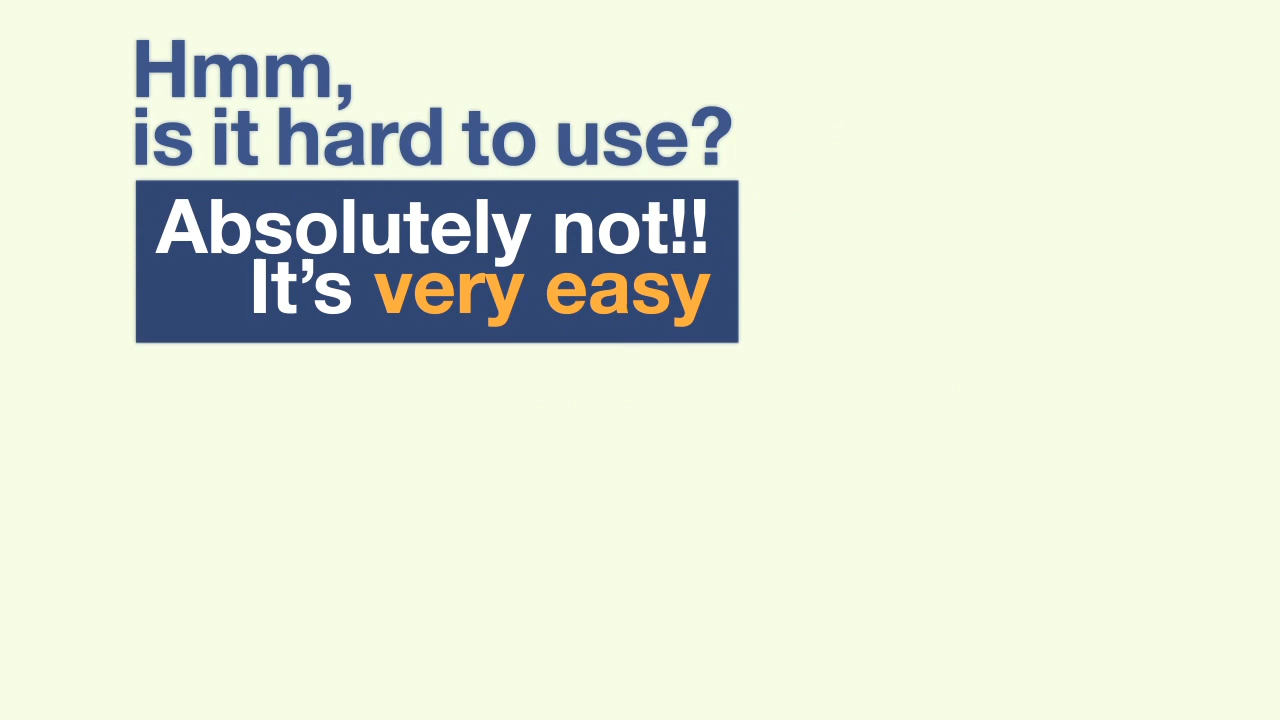 Hmm,
is it hard to use?
Absolutely not!!
It’s very easy